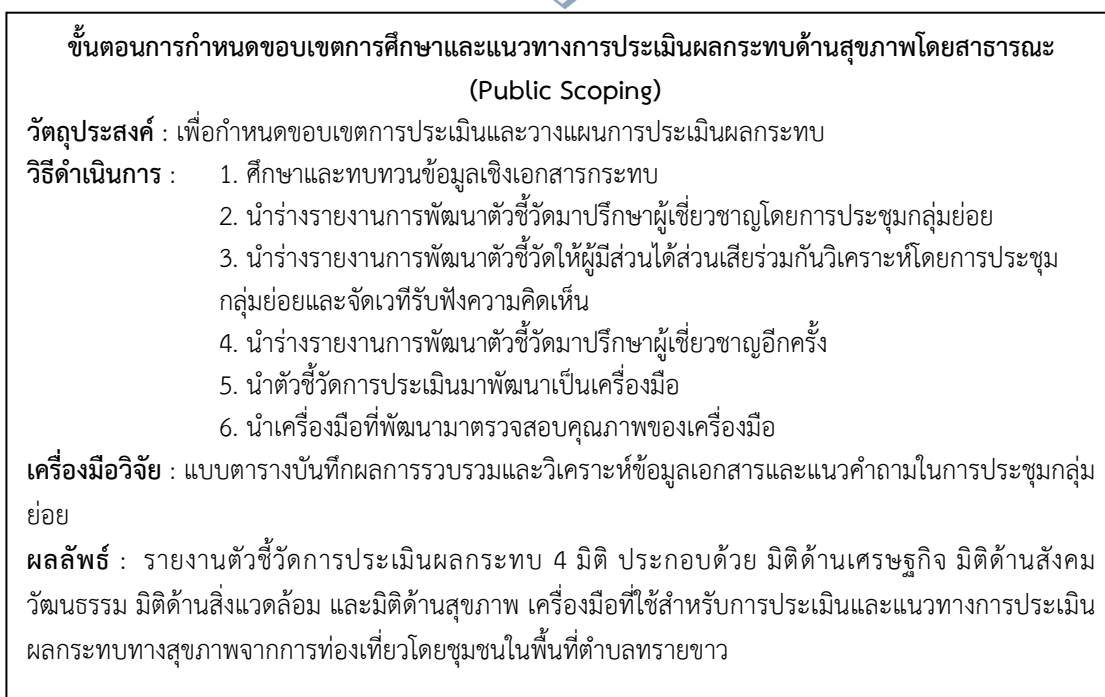 ขั้นตอนการกำหนดขอบเขตการศึกษาและแนวทางการประเมินผลกระทบด้านสุขภาพโดยสาธารณะ
(Public Scoping)
วัตถุประสงค์ : เพื่อกำหนดขอบเขตการประเมินและวางแผนการประเมินผลกระทบ
วิธีดำเนินการ : 1. ศึกษาและทบทวนข้อมูลเชิงเอกสารกระทบ
2. นำร่างรายงานการพัฒนาตัวชี้วัดมาปรึกษาผู้เชี่ยวชาญโดยการประชุมกลุ่มย่อย
3. นำร่างรายงานการพัฒนาตัวชี้วัดให้ผู้มีส่วนได้ส่วนเสียร่วมกันวิเคราะห์โดยการประชุม
กลุ่มย่อยและจัดเวทีรับฟังความคิดเห็น
4. นำร่างรายงานการพัฒนาตัวชี้วัดมาปรึกษาผู้เชี่ยวชาญอีกครั้ง
5. นำตัวชี้วัดการประเมินมาพัฒนาเป็นเครื่องมือ
6. นำเครื่องมือที่พัฒนามาตรวจสอบคุณภาพของเครื่องมือ
เครื่องมือวิจัย : แบบตารางบันทึกผลการรวบรวมและวิเคราะห์ข้อมูลเอกสารและแนวคำถามในการประชุมกลุ่ม
ย่อย
ผลลัพธ์ : รายงานตัวชี้วัดการประเมินผลกระทบ 4 มิติ ประกอบด้วย มิติด้านเศรษฐกิจ มิติด้านสังคม
วัฒนธรรม มิติด้านสิ่งแวดล้อม และมิติด้านสุขภาพ เครื่องมือที่ใช้สำหรับการประเมินและแนวทางการประเมิน
ผลกระทบทางสุขภาพจากการท่องเที่ยวโดยชุมชนในพื้นที่ตำบลทรายขาว